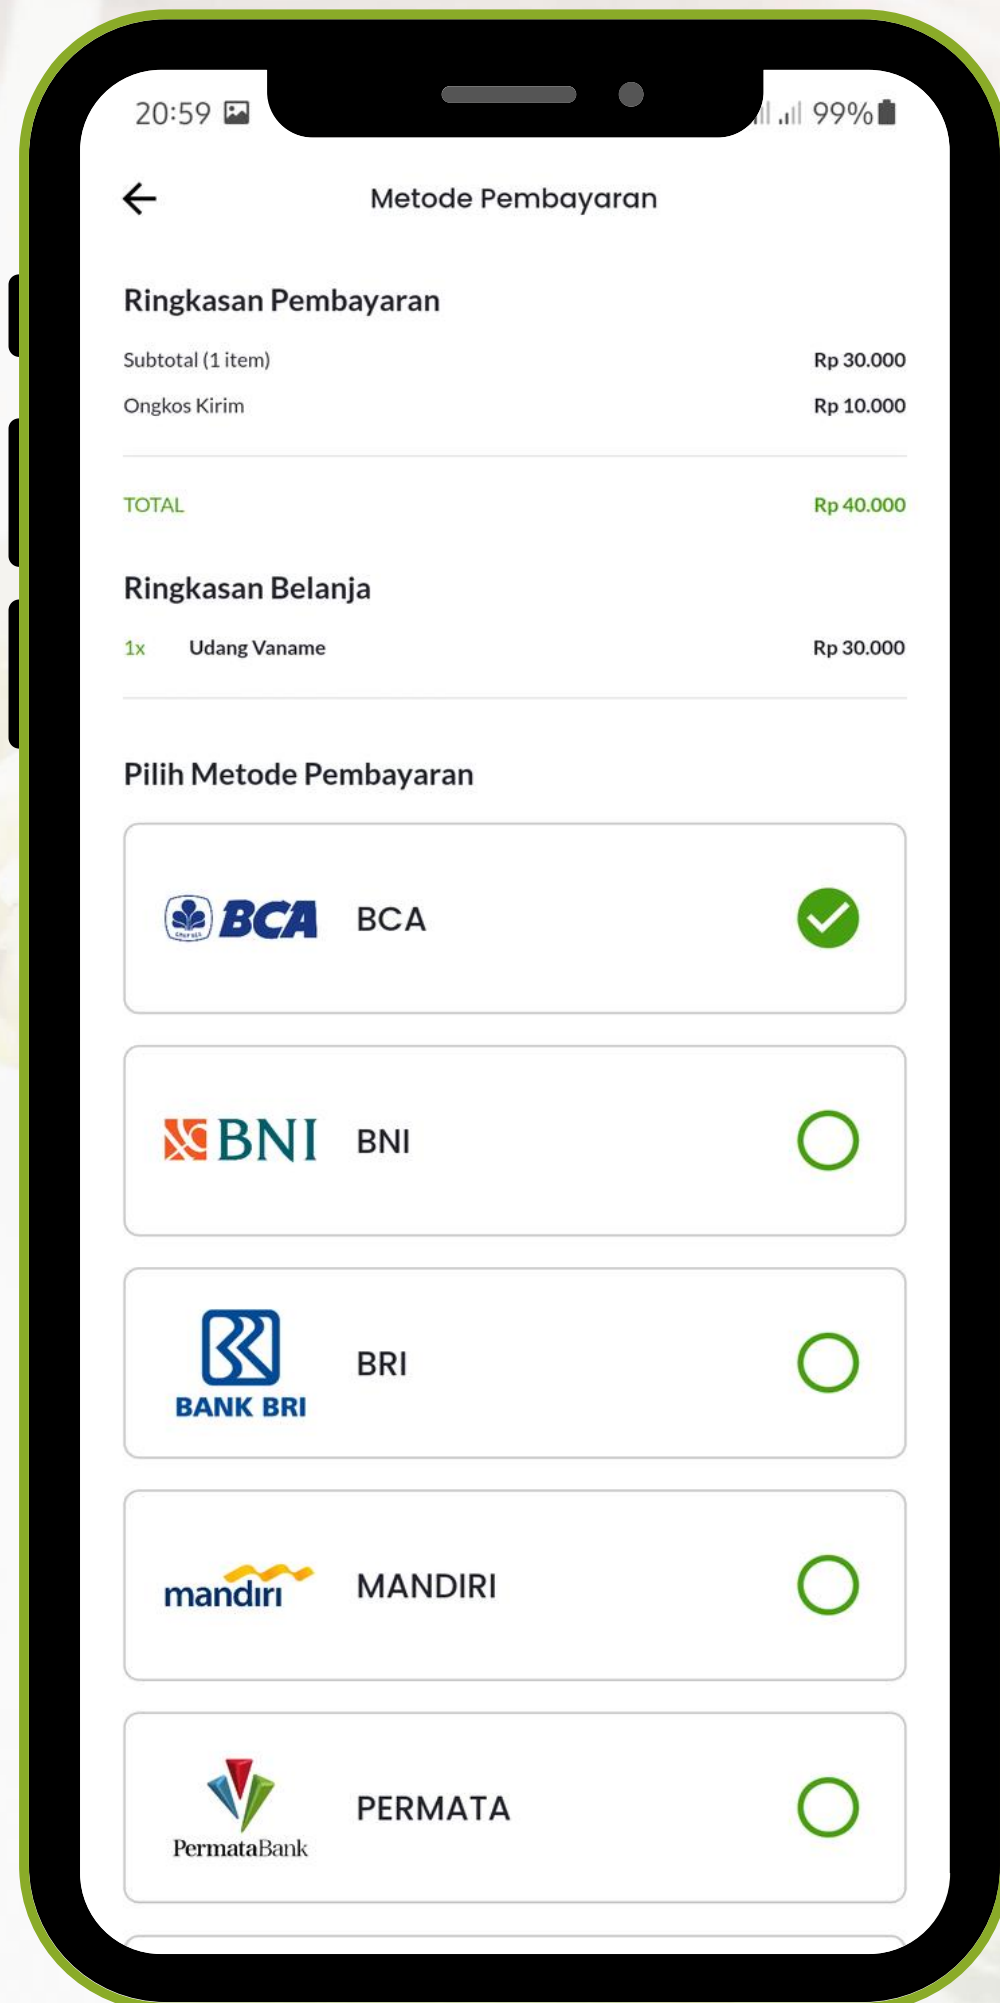 20:59 99%
Metode Pembayaran
Ringkasan Pembayaran
Subtotal (1 item) Rp 30.000
Ongkos Kirim Rp 10.000
TOTAL Rp 40.000
Ringkasan Belanja
1x Udang Vaname Rp 30.000
Pilih Metode Pembayaran
BCA BCA
BNI BNI
BANK BRI BRI
mandiri MANDIRI
PermataBank PERMATA